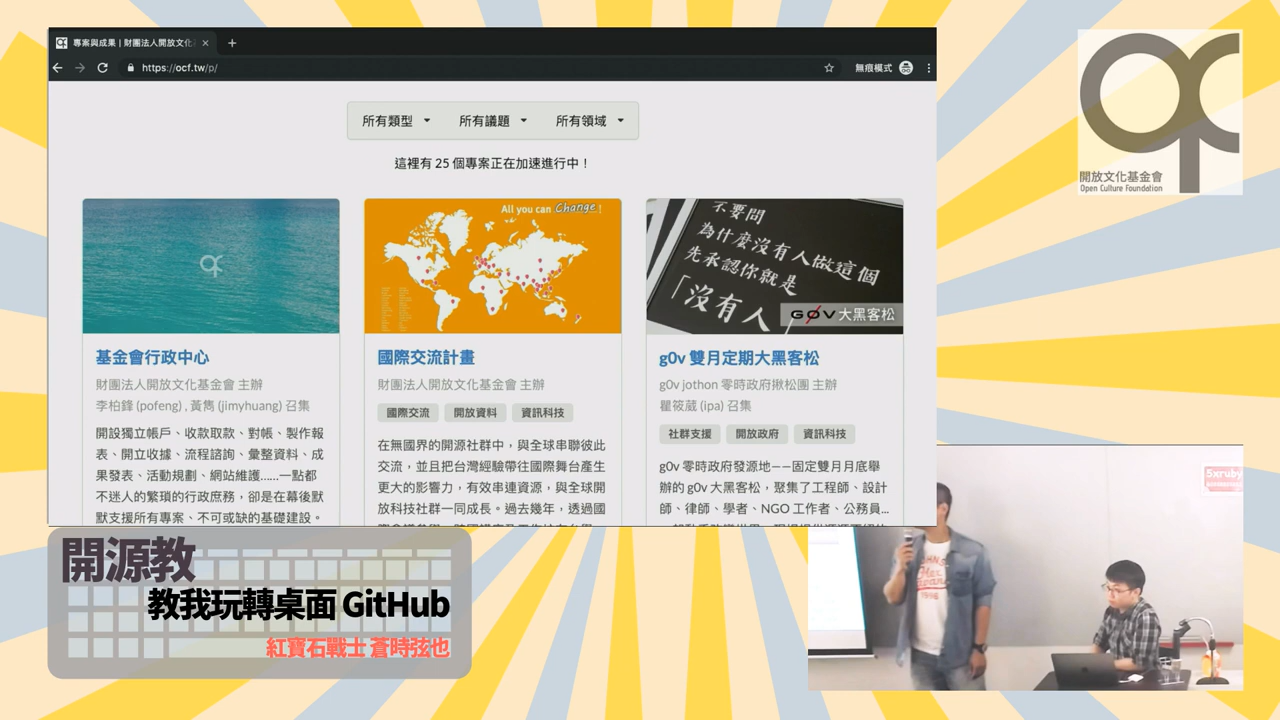 專案與成果 | 財團法人開放文化
https://ocf.tw/p/
無痕模式
所有類型 所有議題 所有領域
這裡有 25 個專案正在加速進行中！
基金會行政中心
財團法人開放文化基金會 主辦
李柏鋒 (pofeng) , 黃雋 (jimyhuang) 召集
開設獨立帳戶、收款取款、對帳、製作報
表、開立收據、流程諮詢、彙整資料、成
果發表、活動規劃、網站維護......一點都
不迷人的繁瑣的行政庶務，卻是在幕後默
默支援所有專案、不可或缺的基礎建設。
All you can Change !
國際交流計畫
財團法人開放文化基金會 主辦
國際交流 開放資料 資訊科技
在無國界的開源社群中，與全球串聯彼此
交流，並且把台灣經驗帶往國際舞台產生
更大的影響力，有效串連資源，與全球開
放科技社群一同成長。過去幾年，透過國
不要問
為什麼沒有人做這個
先承認你就是
「沒有人
G0V 大黑客松
g0v 雙月定期大黑客松
g0v jothon 零時政府揪松團 主辦
瞿筱葳 (ipa) 召集
社群支援 開放政府 資訊科技
g0v 零時政府發源地——固定雙月月底舉
辦的 g0v 大黑客松，聚集了工程師、設計
師、律師、學者、NGO 工作者、公務員...
開放文化基金會
Open Culture Foundation
5xruby
開源教
教我玩轉桌面 GitHub
紅寶石戰士 蒼時弦也